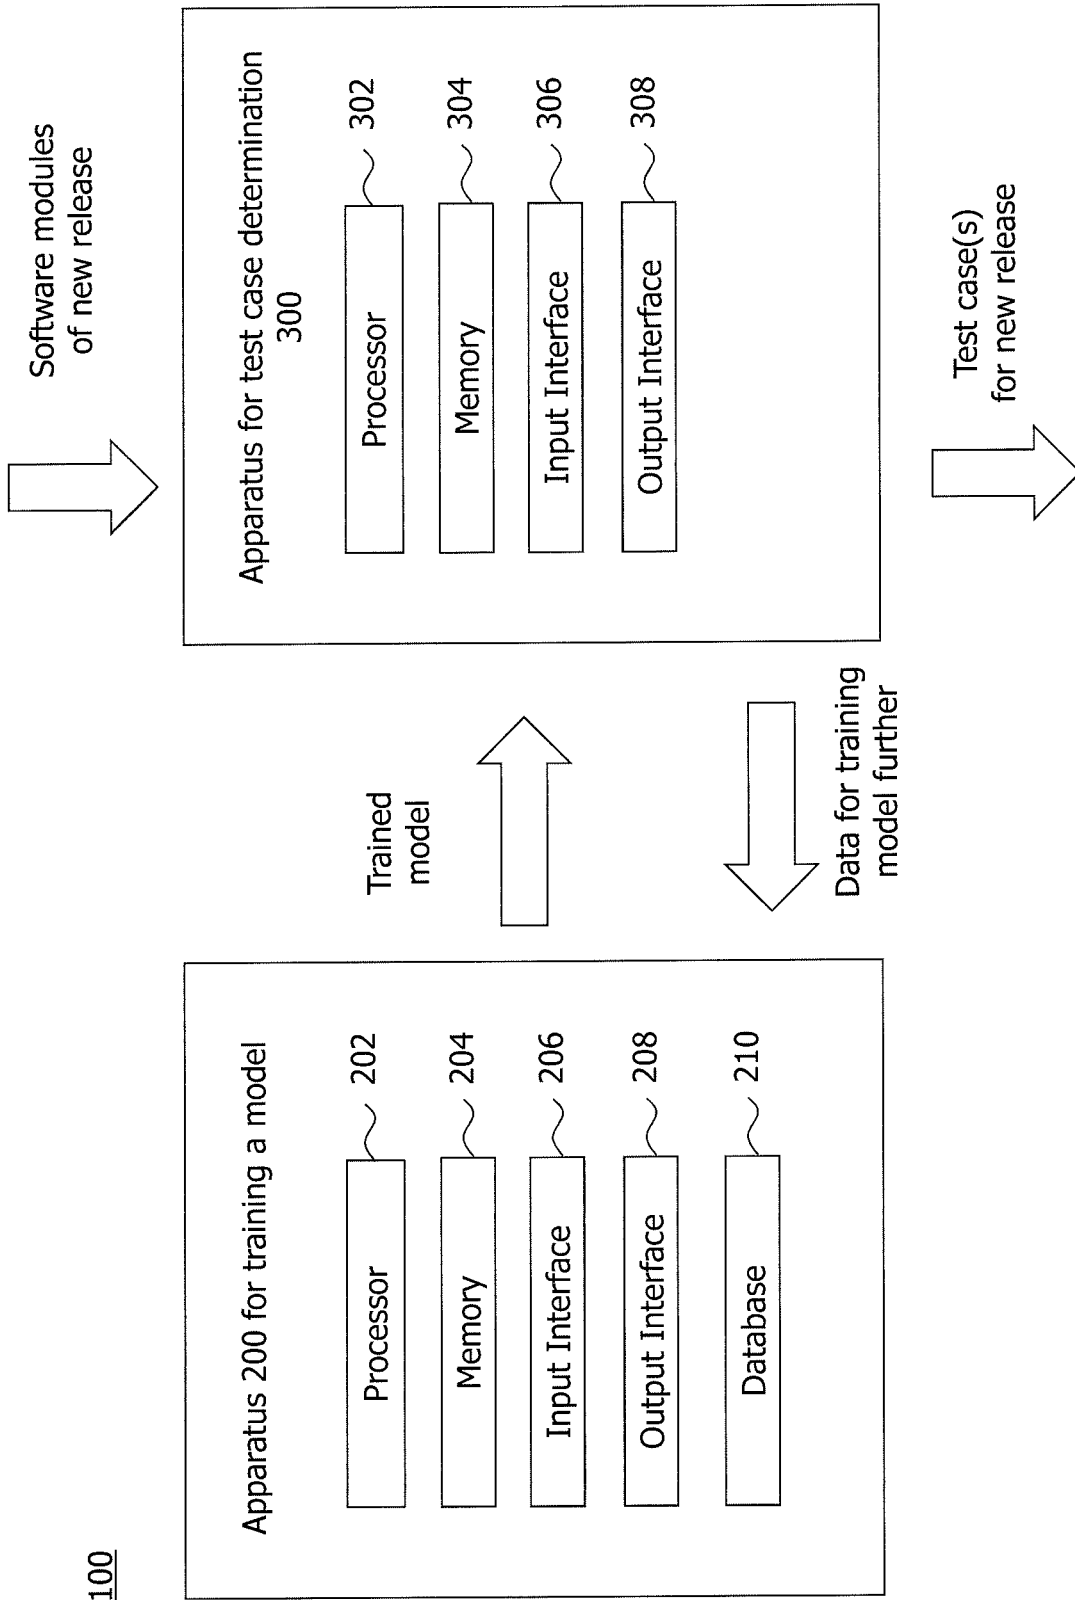 100
Apparatus 200 for training a model
Processor
202
Memory
204
Input Interface
206
Output Interface
208
Database
210
Trained
model
Data for training
model further
Software modules
of new release
Apparatus for test case determination
300
Processor
302
Memory
304
Input Interface
306
Output Interface
308
Test case(s)
for new release